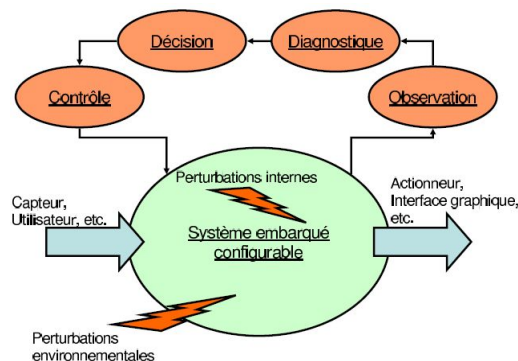 Décision
Diagnostique
Contrôle
Observation
Perturbations internes
Capteur,
Utilisateur, etc.
Actionneur,
Interface graphique,
etc.
Système embarqué
configurable
Perturbations
environnementales